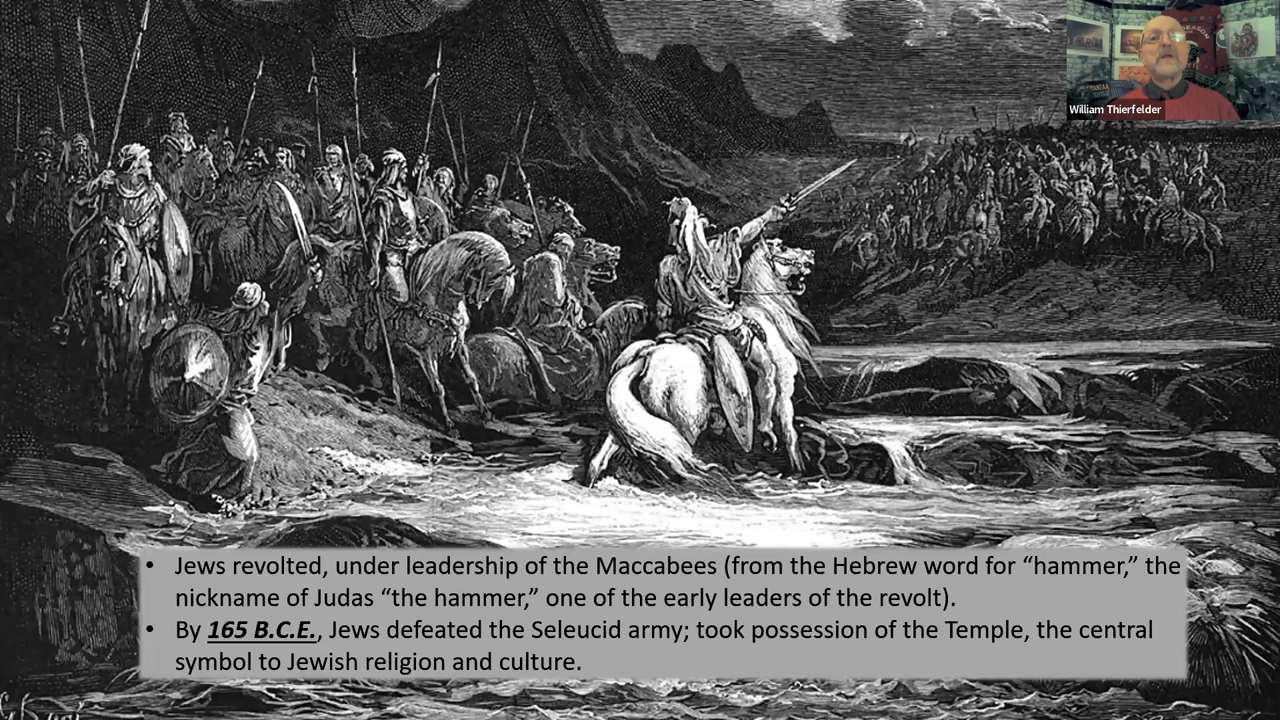 William Thierfelder
• Jews revolted, under leadership of the Maccabees (from the Hebrew word for “hammer,” the
nickname of Judas “the hammer,” one of the early leaders of the revolt).
• By 165 B.C.E., Jews defeated the Seleucid army; took possession of the Temple, the central
symbol to Jewish religion and culture.